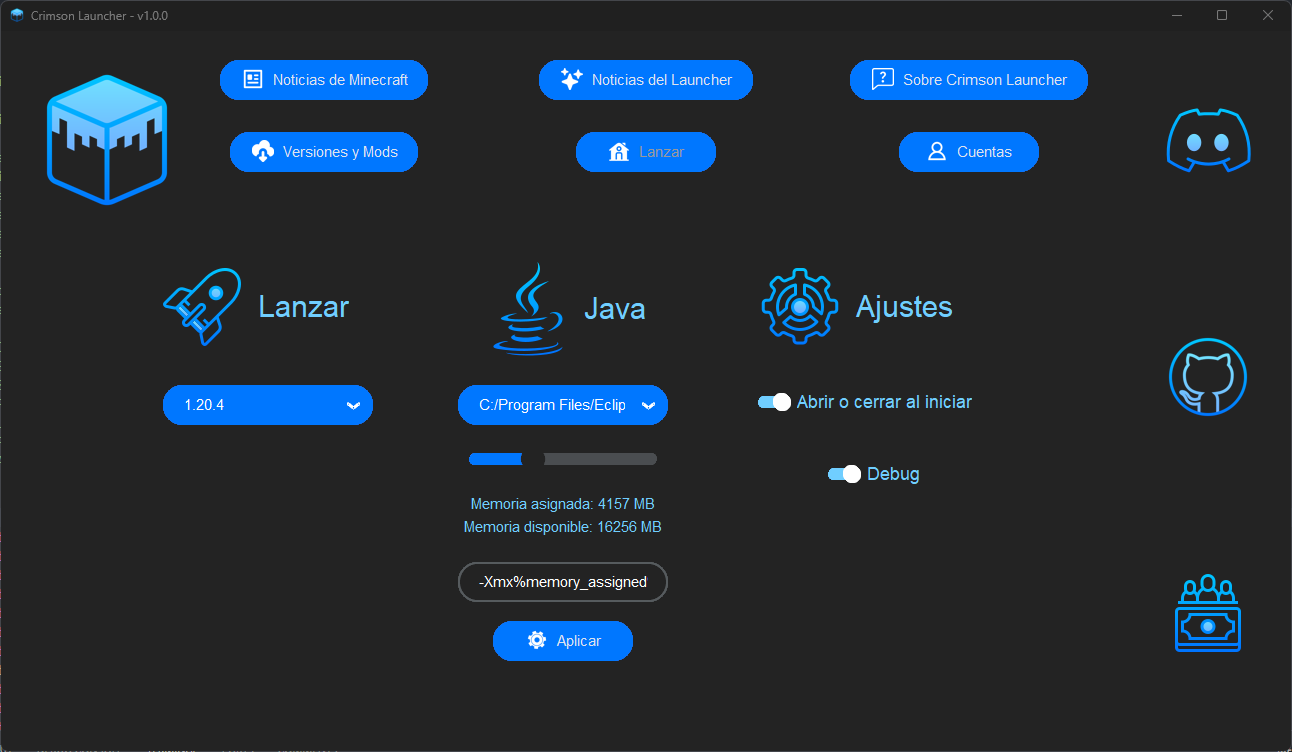 Crimson Launcher - v1.0.0
Noticias de Minecraft
Noticias del Launcher
Sobre Crimson Launcher
Versiones y Mods
Lanzar
Cuentas
Lanzar
Java
Ajustes
1.20.4
C:/Program Files/Eclip
Abrir o cerrar al iniciar
Debug
Memoria asignada: 4157 MB
Memoria disponible: 16256 MB
-Xmx%memory_assigned
Aplicar